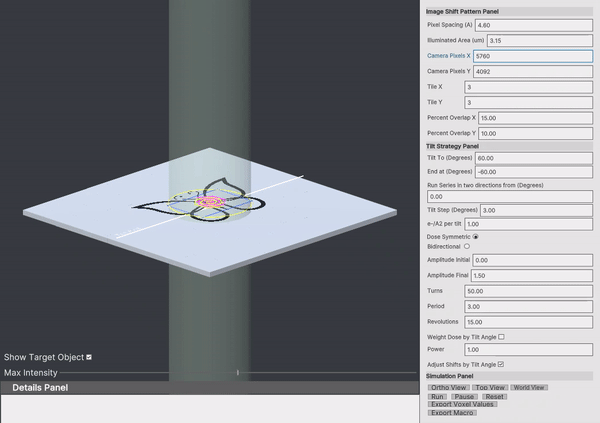 Image Shift Pattern Panel
Pixel Spacing (A) 4.60
Illuminated Area (um) 3.15
Camera Pixels X 5760
Camera Pixels Y 4092
Tile X 3
Tile Y 3
Percent Overlap X 15.00
Percent Overlap Y 10.00
Tilt Strategy Panel
Tilt To (Degrees) 60.00
End at (Degrees) -60.00
Run Series in two directions from (Degrees)
0.00
Tilt Step (Degrees) 3.00
e-/A2 per tilt 1.00
Dose Symmetric
Bidirectional
Amplitude Initial 0.00
Amplitude Final 1.50
Turns 50.00
Period 3.00
Revolutions 15.00
Weight Dose by Tilt Angle
Power 1.00
Adjust Shifts by Tilt Angle
Simulation Panel
Ortho View Top View World View
Run Pause Reset
Export Voxel Values
Export Macro
Show Target Object
Max Intensity
Details Panel